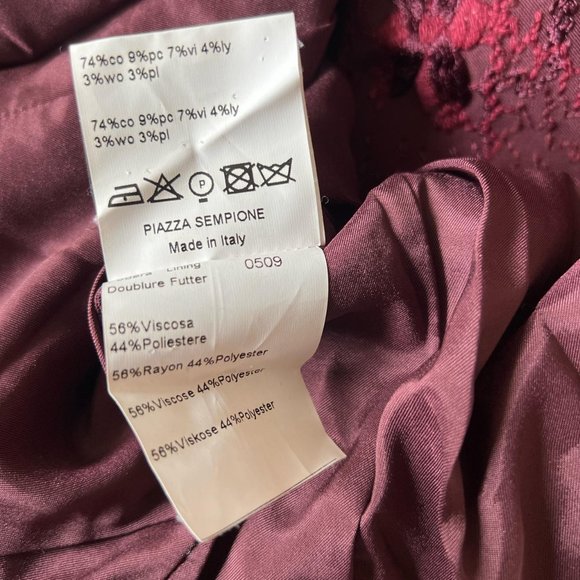 74%co 9%pc 7%vi 4%ly
3%wo 3%pl
74%co 9%pc 7%vi 4%ly
3%wo 3%pl
P
PIAZZA SEMPIONE
Made in Italy
Lining 0509
Doublure Futter
56%Viscosa
44%Poliestere
56%Rayon 44%Polyester
56%Viscose 44%Polyester
56%Viskose 44%Polyester